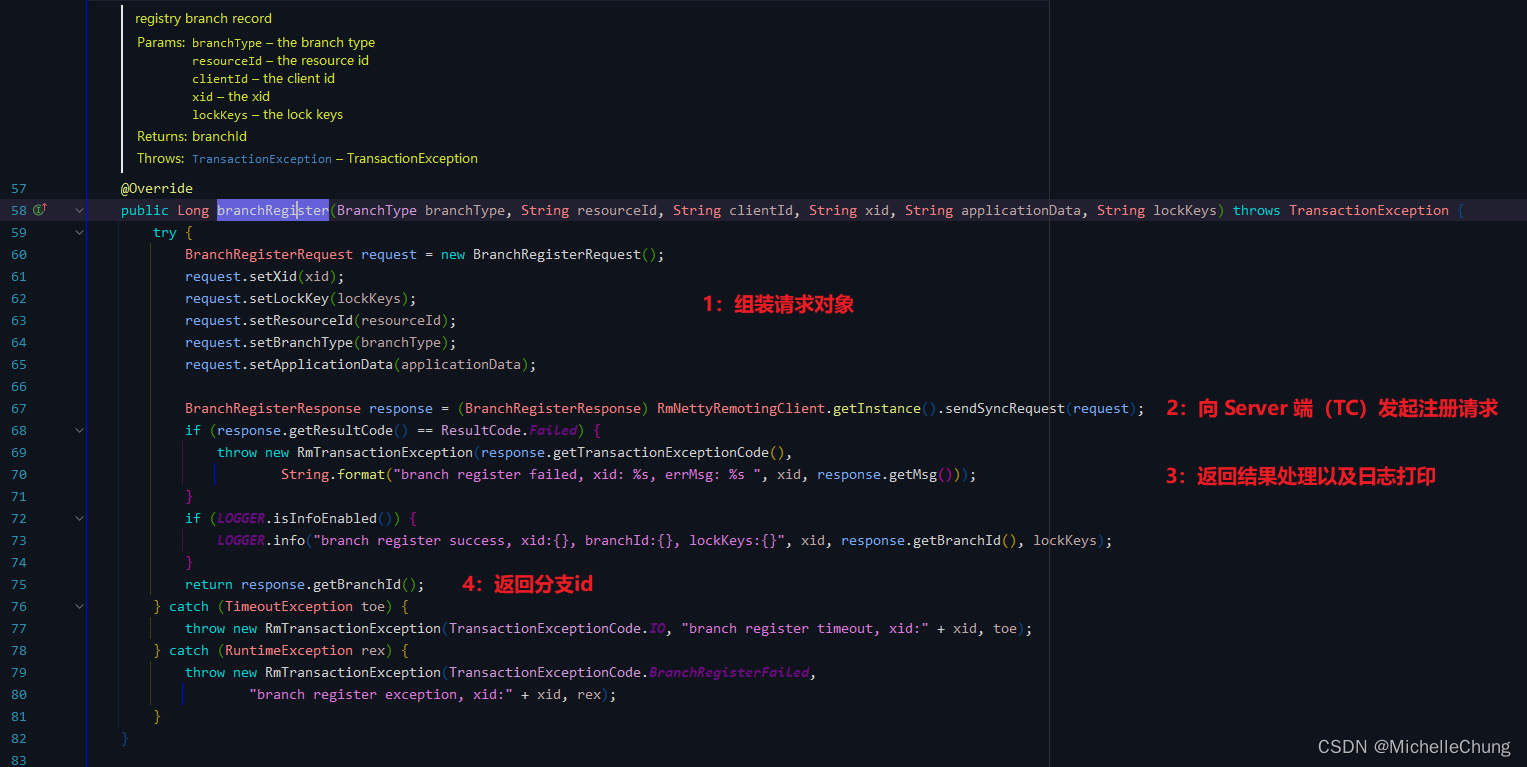 registry branch record
Params: branchType – the branch type
resourceId – the resource id
clientId – the client id
xid – the xid
lockKeys – the lock keys
Returns: branchId
Throws: TransactionException – TransactionException
57 @Override
58 public Long branchRegister(BranchType branchType, String resourceId, String clientId, String xid, String applicationData, String lockKeys) throws TransactionException {
59 try {
60 BranchRegisterRequest request = new BranchRegisterRequest();
61 request.setXid(xid);
62 request.setLockKey(lockKeys);
1：组装请求对象
63 request.setResourceId(resourceId);
64 request.setBranchType(branchType);
65 request.setApplicationData(applicationData);
66
67 BranchRegisterResponse response = (BranchRegisterResponse) RmNettyRemotingClient.getInstance().sendSyncRequest(request); 2：向 Server 端（TC）发起注册请求
68 if (response.getResultCode() == ResultCode.Failed) {
69 throw new RmTransactionException(response.getTransactionExceptionCode(),
70 String.format("branch register failed, xid: %s, errMsg: %s ", xid, response.getMsg())); 3：返回结果处理以及日志打印
71 }
72 if (LOGGER.isInfoEnabled()) {
73 LOGGER.info("branch register success, xid:{}, branchId:{}, lockKeys:{}", xid, response.getBranchId(), lockKeys);
74 }
75 return response.getBranchId(); 4：返回分支id
76 } catch (TimeoutException toe) {
77 throw new RmTransactionException(TransactionExceptionCode.IO, "branch register timeout, xid:" + xid, toe);
78 } catch (RuntimeException rex) {
79 throw new RmTransactionException(TransactionExceptionCode.BranchRegisterFailed,
80 "branch register exception, xid:" + xid, rex);
81 }
82 }
83
CSDN @MichelleChung